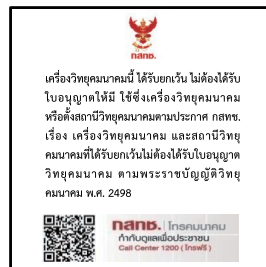 กสทช.
เครื่องวิทยุคมนาคมนี้ ได้รับยกเว้น ไม่ต้องได้รับ
ใบอนุญาตให้มี ใช้ซึ่งเครื่องวิทยุคมนาคม
หรือตั้งสถานีวิทยุคมนาคมตามประกาศ กสทช.
เรื่อง เครื่องวิทยุคมนาคม และสถานีวิทยุ
คมนาคมที่ได้รับยกเว้นไม่ต้องได้รับใบอนุญาต
วิทยุคมนาคม ตามพระราชบัญญัติวิทยุ
คมนาคม พ.ศ. 2498
กสทช. โทรคมนาคม
กำกับดูแลเพื่อประชาชน
Call Center 1200 (โทรฟรี)